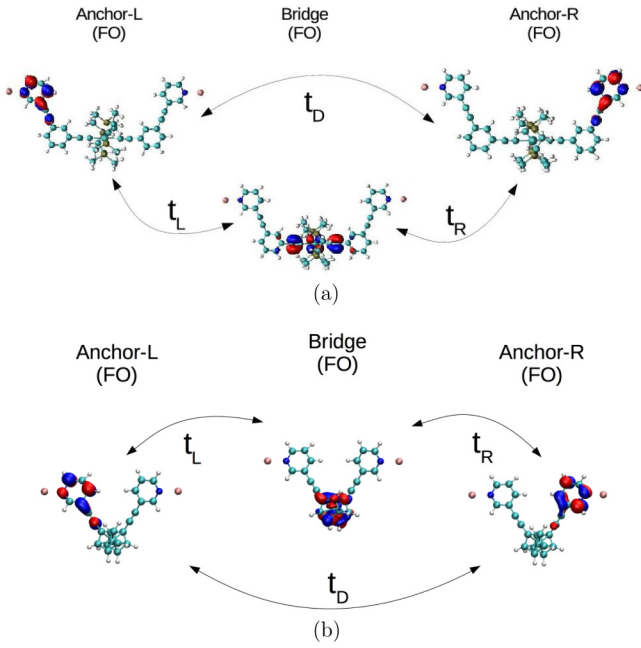 Anchor-L Bridge Anchor-R
(FO) (FO) (FO)
t_D
t_L t_R
(a)
Anchor-L Bridge Anchor-R
(FO) (FO) (FO)
t_L t_R
t_D
(b)